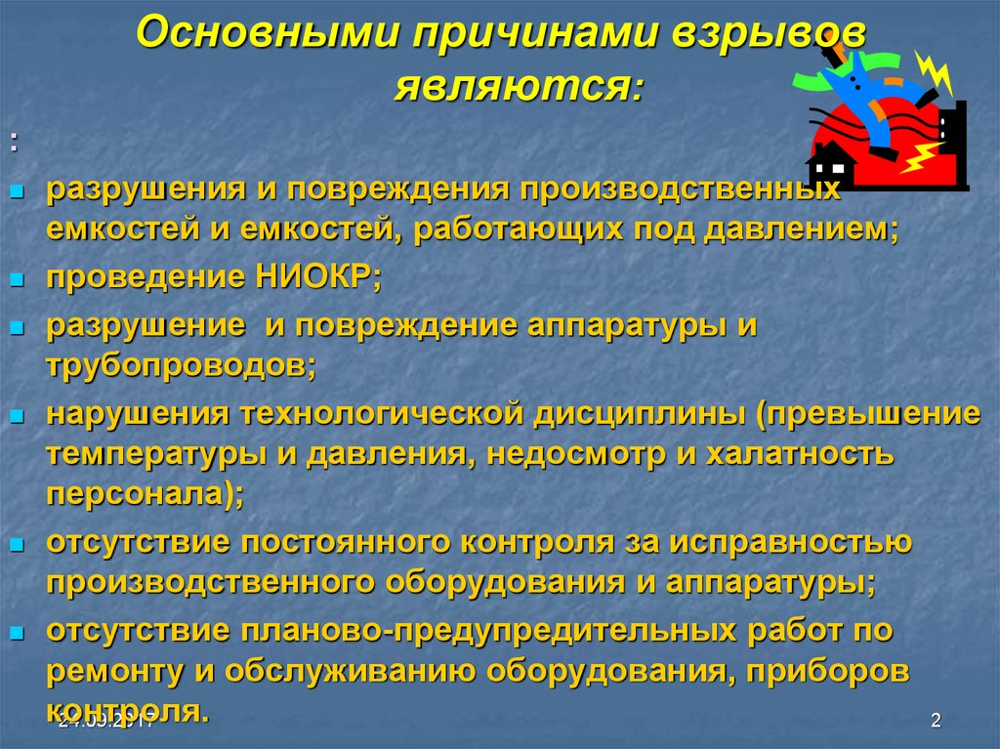 Основными причинами взрывов
являются:
:
разрушения и повреждения производственных
емкостей и емкостей, работающих под давлением;
проведение НИОКР;
разрушение и повреждение аппаратуры и
трубопроводов;
нарушения технологической дисциплины (превышение
температуры и давления, недосмотр и халатность
персонала);
отсутствие постоянного контроля за исправностью
производственного оборудования и аппаратуры;
отсутствие планово-предупредительных работ по
ремонту и обслуживанию оборудования, приборов
контроля.
24.09.2017
2